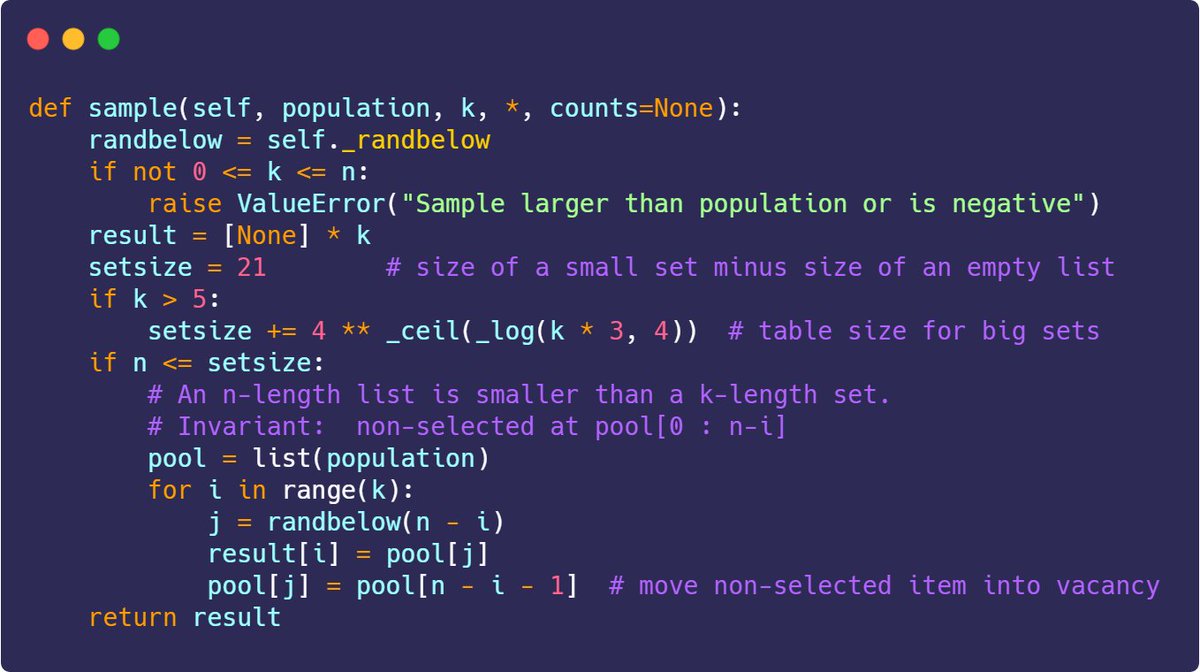 def sample(self, population, k, *, counts=None):
    randbelow = self._randbelow
    if not 0 <= k <= n:
        raise ValueError("Sample larger than population or is negative")
    result = [None] * k
    setsize = 21        # size of a small set minus size of an empty list
    if k > 5:
        setsize += 4 ** _ceil(_log(k * 3, 4))  # table size for big sets
    if n <= setsize:
        # An n-length list is smaller than a k-length set.
        # Invariant:  non-selected at pool[0 : n-i]
        pool = list(population)
        for i in range(k):
            j = randbelow(n - i)
            result[i] = pool[j]
            pool[j] = pool[n - i - 1]  # move non-selected item into vacancy
    return result